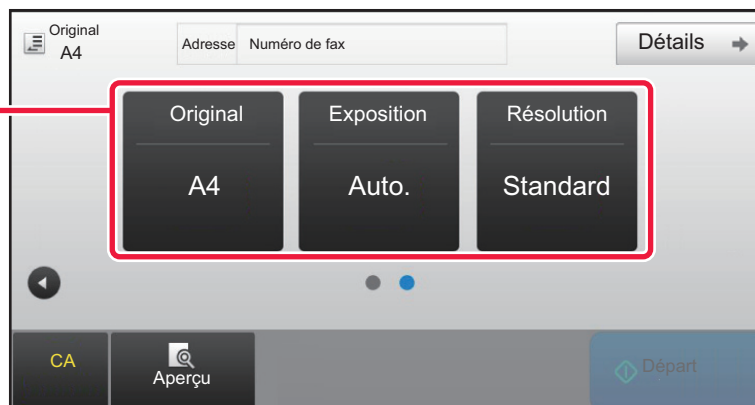 Original
A4
Adresse Numéro de fax
Détails
Original Exposition Résolution
A4 Auto. Standard
CA
Aperçu
Départ